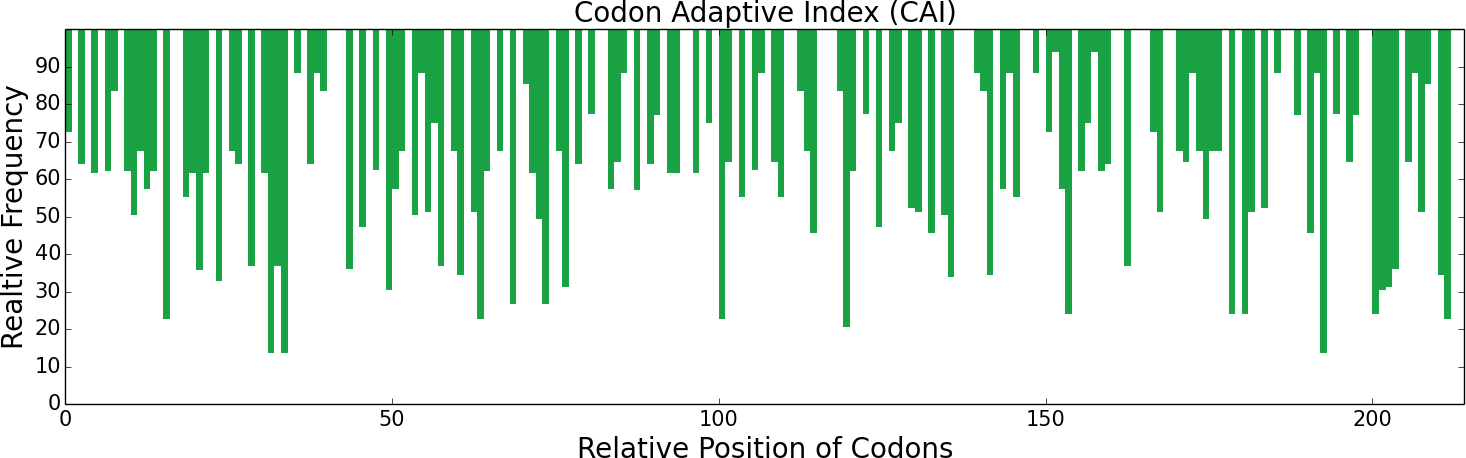 Codon Adaptive Index (CAI)
Realtive Frequency
90
80
70
60
50
40
30
20
10
0
0 50 100 150 200
Relative Position of Codons